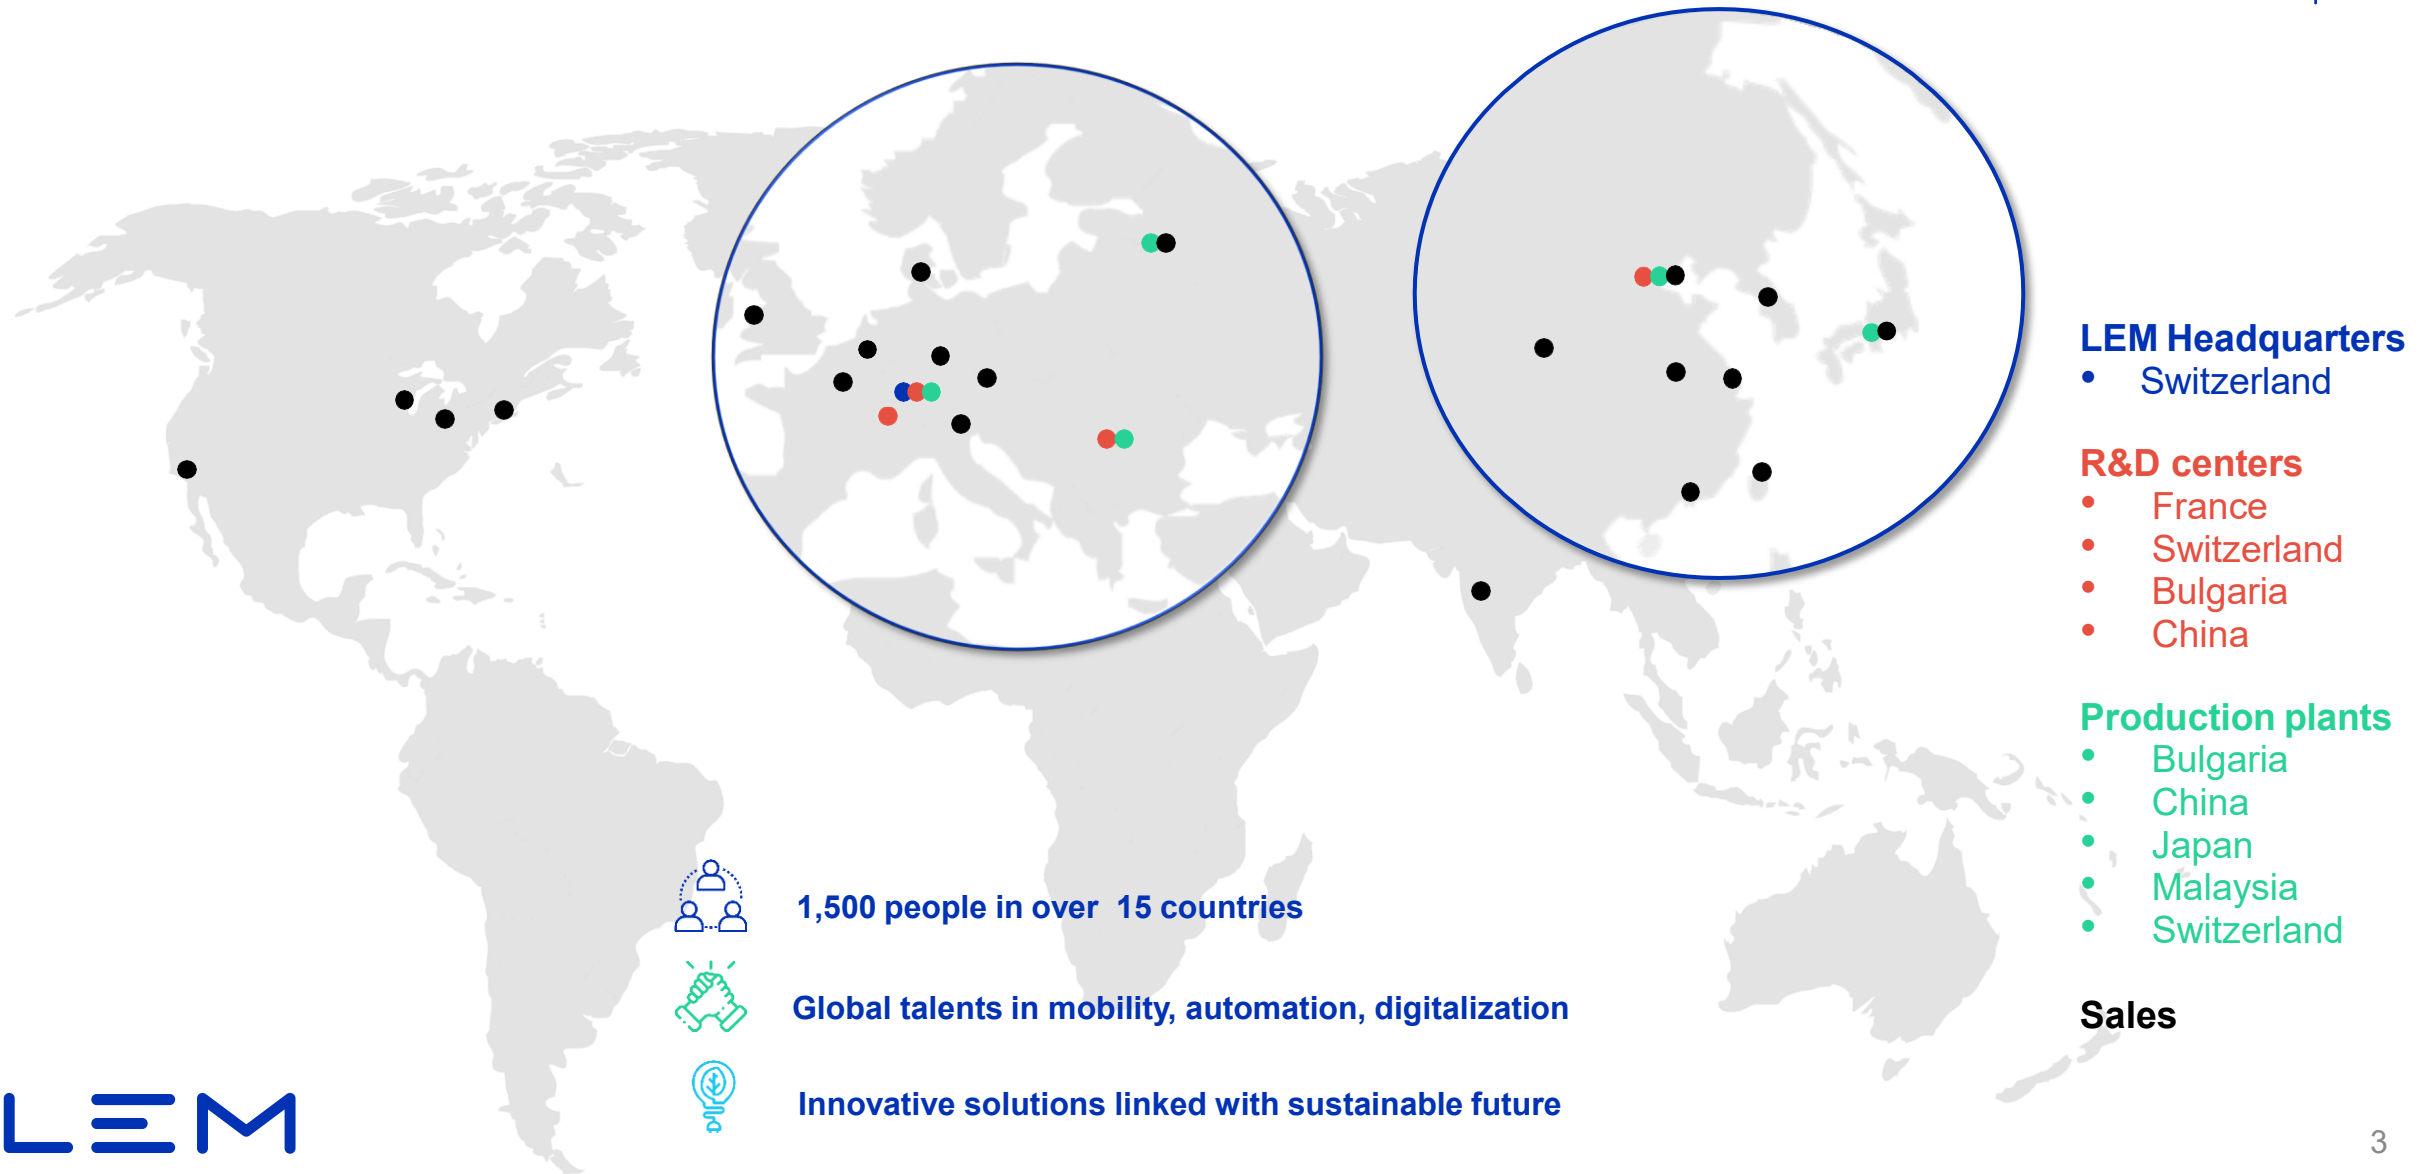 LEM Headquarters
• Switzerland
R&D centers
• France
• Switzerland
• Bulgaria
• China
Production plants
• Bulgaria
• China
• Japan
• Malaysia
• Switzerland
Sales
1,500 people in over  15 countries
Global talents in mobility, automation, digitalization
Innovative solutions linked with sustainable future
LEM
3